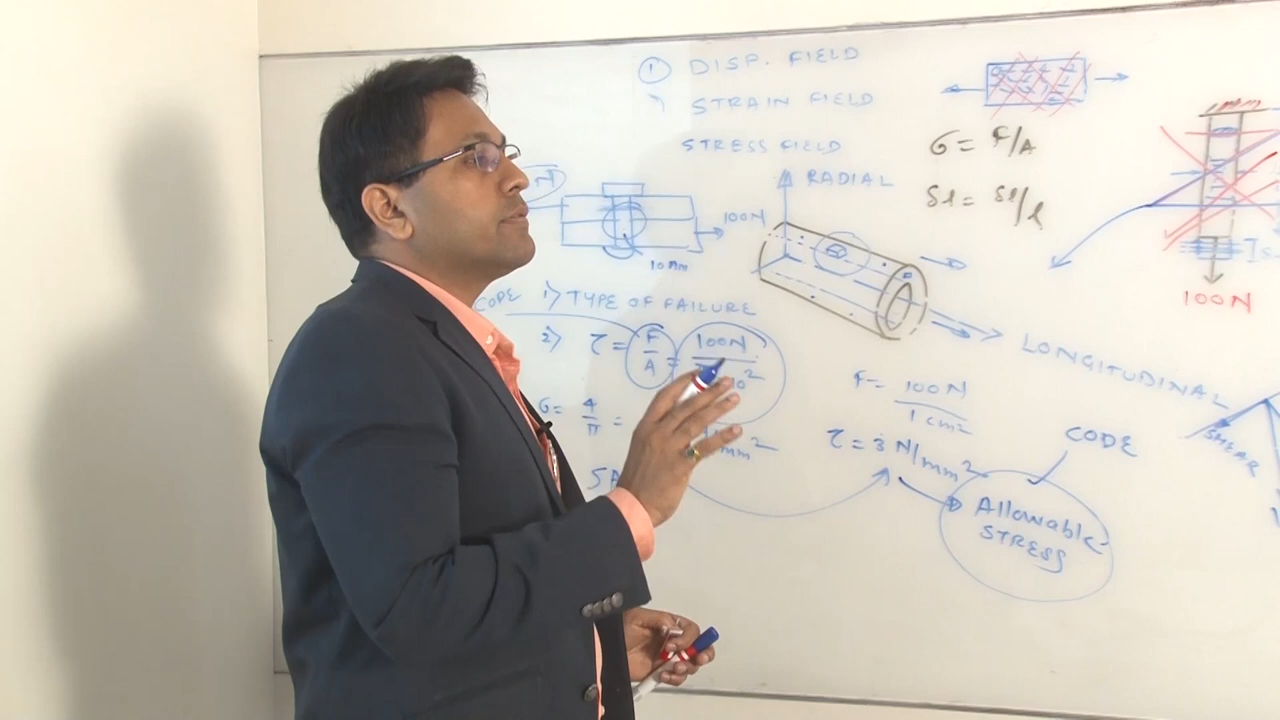 ① DISP. FIELD
STRAIN FIELD
STRESS FIELD
N
100N
RADIAL
σ = F/A
δl = δl/l
100N
CODE 1) TYPE OF FAILURE
2) τ = F/A = 100N
σ = 4/π =
mm²
F = 100N / 1 cm²
τ = 3 N/mm²
LONGITUDINAL
CODE
Allowable
STRESS
SHEAR